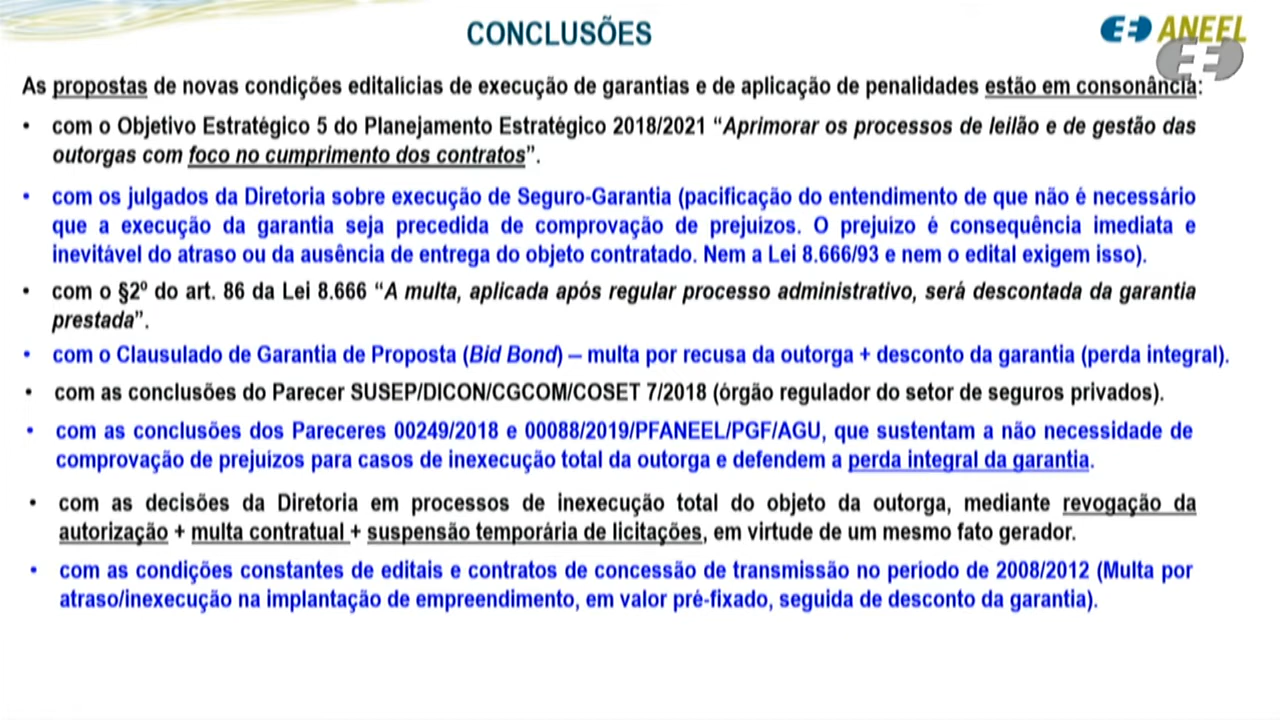 CONCLUSÕES
ANEEL
As propostas de novas condições editalícias de execução de garantias e de aplicação de penalidades estão em consonância:
• com o Objetivo Estratégico 5 do Planejamento Estratégico 2018/2021 “Aprimorar os processos de leilão e de gestão das
outorgas com foco no cumprimento dos contratos”.
• com os julgados da Diretoria sobre execução de Seguro-Garantia (pacificação do entendimento de que não é necessário
que a execução da garantia seja precedida de comprovação de prejuízos. O prejuízo é consequência imediata e
inevitável do atraso ou da ausência de entrega do objeto contratado. Nem a Lei 8.666/93 e nem o edital exigem isso).
• com o §2º do art. 86 da Lei 8.666 “A multa, aplicada após regular processo administrativo, será descontada da garantia
prestada”.
• com o Clausulado de Garantia de Proposta (Bid Bond) – multa por recusa da outorga + desconto da garantia (perda integral).
• com as conclusões do Parecer SUSEP/DICON/CGCOM/COSET 7/2018 (órgão regulador do setor de seguros privados).
• com as conclusões dos Pareceres 00249/2018 e 00088/2019/PFANEEL/PGF/AGU, que sustentam a não necessidade de
comprovação de prejuízos para casos de inexecução total da outorga e defendem a perda integral da garantia.
• com as decisões da Diretoria em processos de inexecução total do objeto da outorga, mediante revogação da
autorização + multa contratual + suspensão temporária de licitações, em virtude de um mesmo fato gerador.
• com as condições constantes de editais e contratos de concessão de transmissão no período de 2008/2012 (Multa por
atraso/inexecução na implantação de empreendimento, em valor pré-fixado, seguida de desconto da garantia).